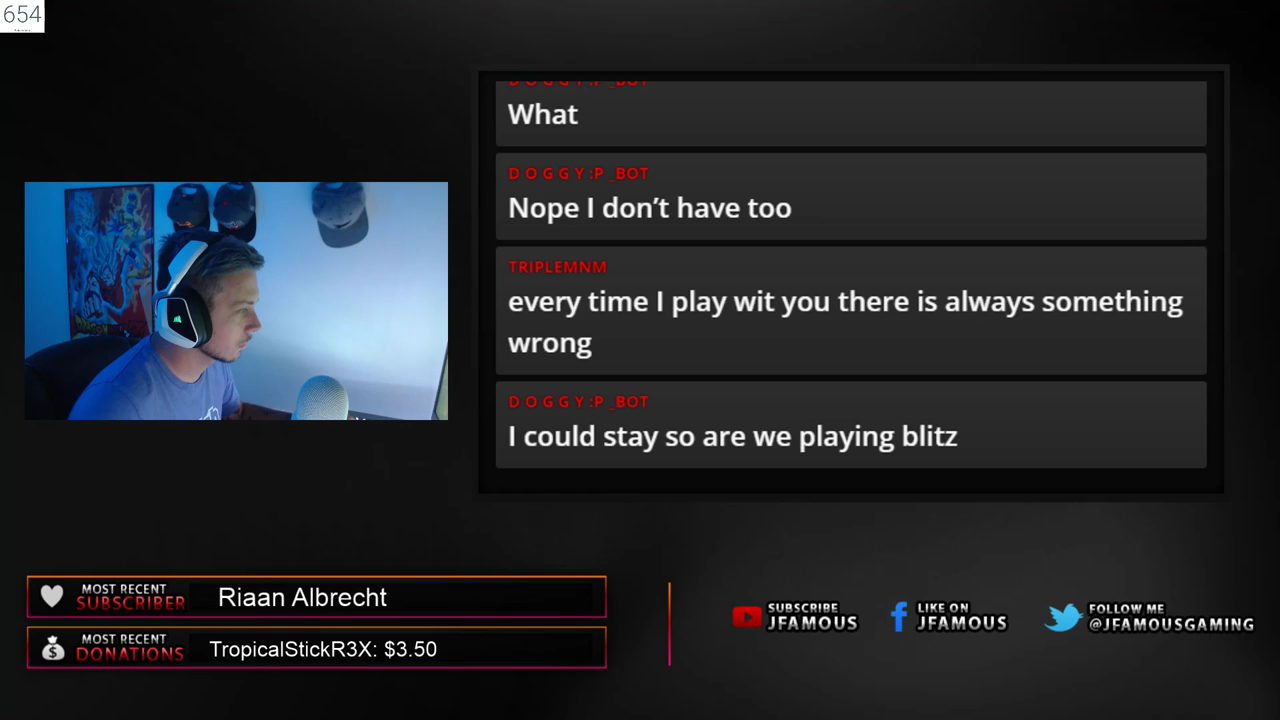 654
D O G G Y :P _BOT
What
D O G G Y :P _BOT
Nope I don’t have too
TRIPLEMNM
every time I play wit you there is always something
wrong
D O G G Y :P _BOT
I could stay so are we playing blitz
MOST RECENT
SUBSCRIBER
Riaan Albrecht
MOST RECENT
DONATIONS
TropicalStickR3X: $3.50
SUBSCRIBE
JFAMOUS
LIKE ON
JFAMOUS
FOLLOW ME
@JFAMOUSGAMING